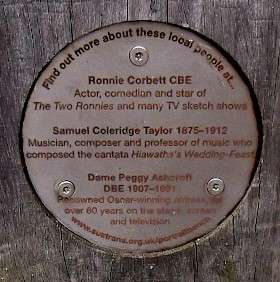 Find out more about these local people at...
Ronnie Corbett CBE
Actor, comedian and star of
The Two Ronnies and many TV sketch shows
Samuel Coleridge Taylor 1875–1912
Musician, composer and professor of music who
composed the cantata Hiawatha's Wedding-Feast
Dame Peggy Ashcroft
DBE 1907–1991
Renowned Oscar-winning actress, for
over 60 years on the stage, screen
and television
www.sustrans.org.uk/portraitbench